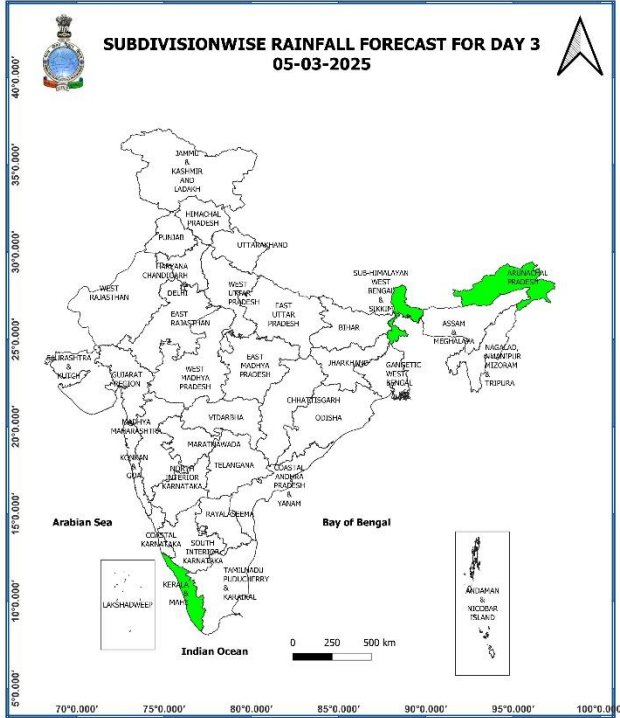 SUBDIVISIONWISE RAINFALL FORECAST FOR DAY 3
05-03-2025
40°0.000'
35°0.000'
30°0.000'
25°0.000'
20°0.000'
15°0.000'
10°0.000'
5°0.000'
JAMMU
&
KASHMIR
AND
LADAKH
HIMACHAL
PRADESH
PUNJAB
UTTARAKHAND
HARYANA
CHANDIGARH
&
DELHI
WEST
RAJASTHAN
WEST
UTTAR
PRADESH
EAST
RAJASTHAN
EAST
UTTAR
PRADESH
SUB-HIMALAYAN
WEST
BENGAL
&
SIKKIM
ARUNACHAL
PRADESH
BIHAR
ASSAM
&
MEGHALAYA
NAGALAD,
MANIPUR
MIZORAM
&
TRIPURA
SAURASHTRA
&
KUTCH
GUJARAT
REGION
WEST
MADHYA
PRADESH
EAST
MADHYA
PRADESH
JHARKHAND
GANGETIC
WEST
BENGAL
CHHATTISGARH
ODISHA
VIDARBHA
MADHYA
MAHARASHTRA
MARATHWADA
KONKAN
&
GOA
NORTH
INTERIOR
KARNATAKA
TELANGANA
COASTAL
ANDHRA
PRADESH
&
YANAM
RAYALASEEMA
Arabian Sea
Bay of Bengal
COASTAL
KARNATAKA
SOUTH
INTERIOR
KARNATAKA
TAMILNADU
PUDUCHERRY
&
KARAIKAL
KERALA
&
MAHE
LAKSHADWEEP
ANDAMAN
&
NICOBAR
ISLAND
Indian Ocean
0 250 500 km
70°0.000' 75°0.000' 80°0.000' 85°0.000' 90°0.000' 95°0.000' 100°0.000'